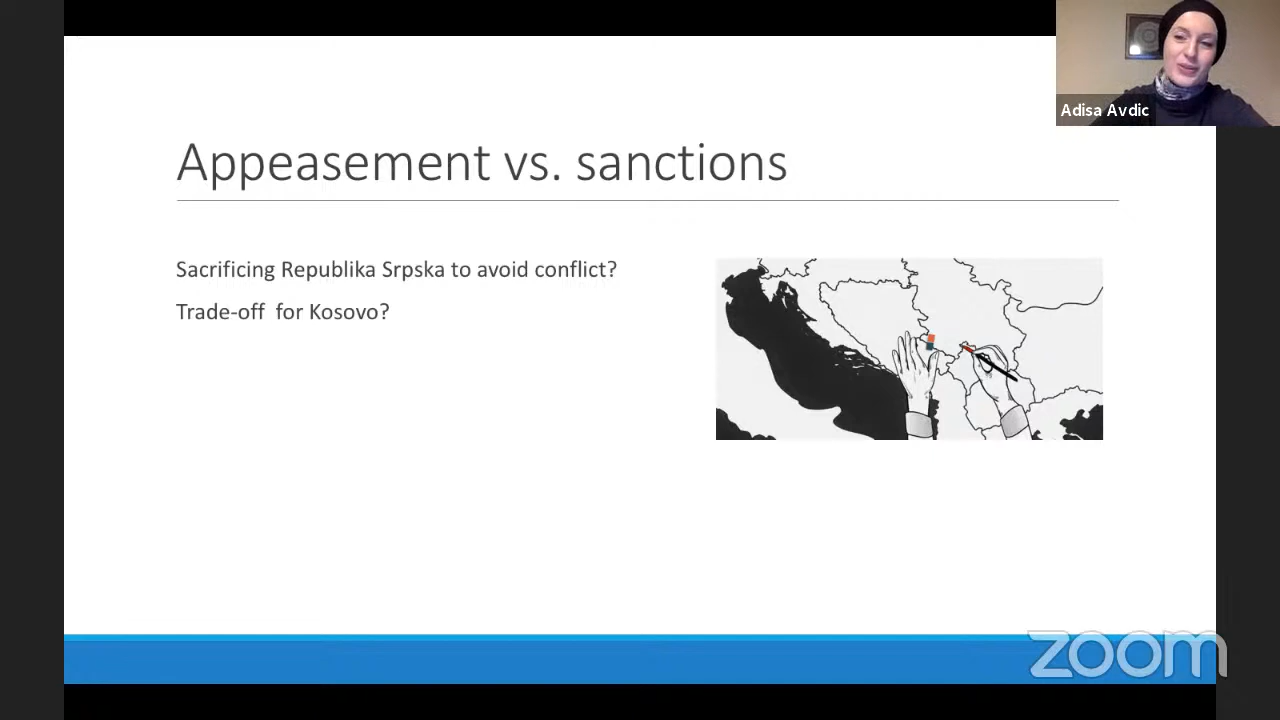 Adisa Avdic
Appeasement vs. sanctions
Sacrificing Republika Srpska to avoid conflict?
Trade-off  for Kosovo?
zoom